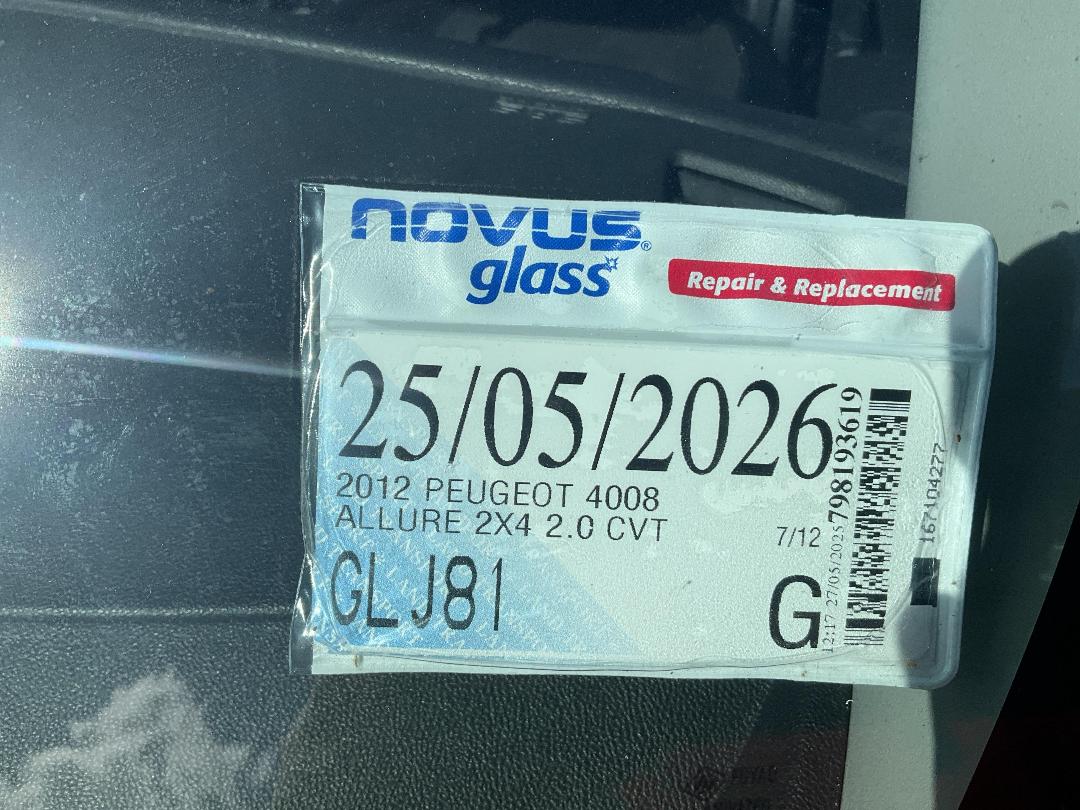 novus®
glass
Repair & Replacement
25/05/2026
2012 PEUGEOT 4008
ALLURE 2X4 2.0 CVT
7/12
GLJ81
G
12:17 27/05/2025
798193619
167104277